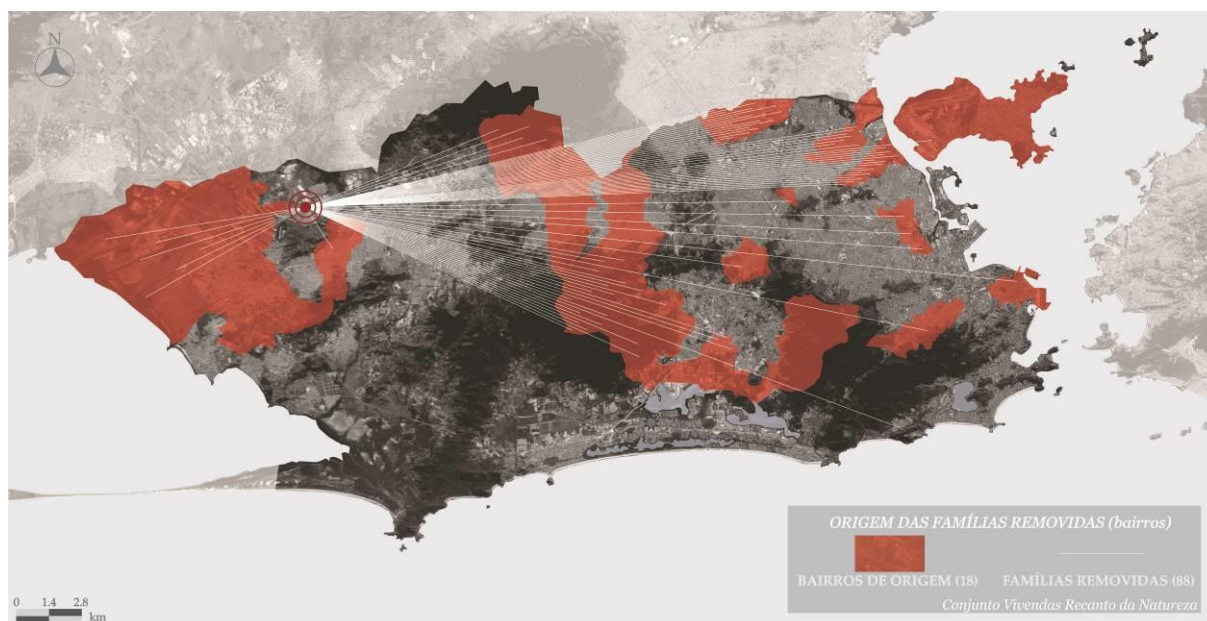 N
ORIGEM DAS FAMÍLIAS REMOVIDAS (bairros)
BAIRROS DE ORIGEM (18) FAMÍLIAS REMOVIDAS (88)
Conjunto Vivendas Recanto da Natureza
0 1.4 2.8
km